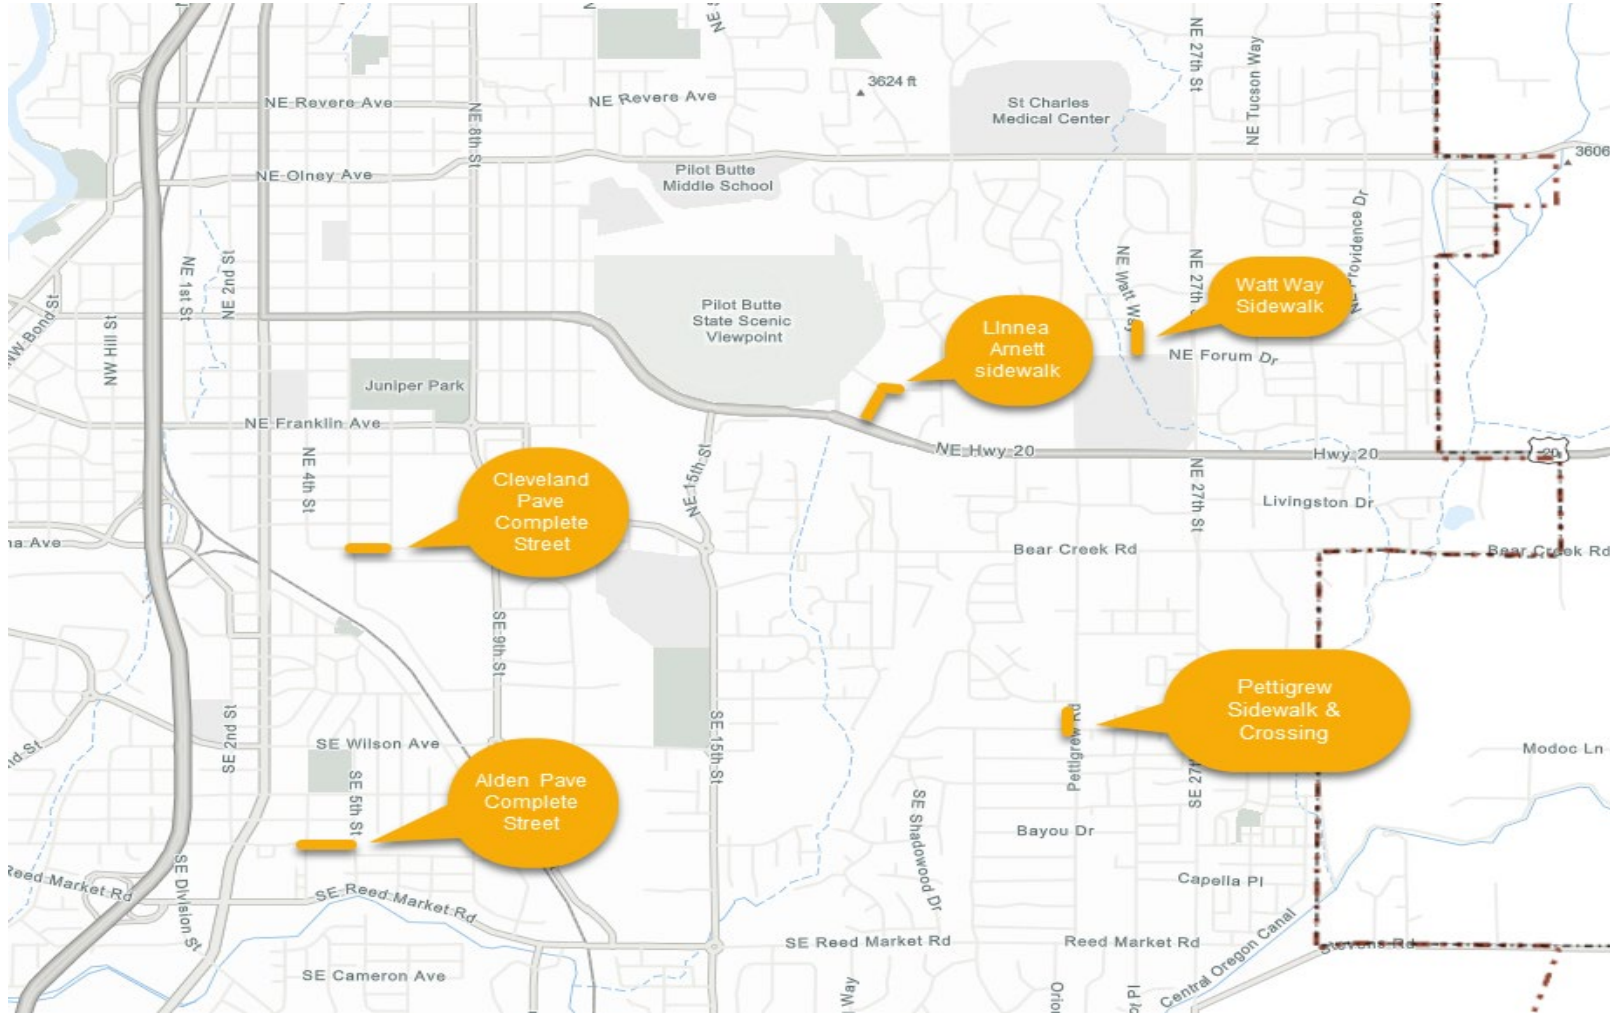 NE 8
NE 27th St
NE Tucson Way
3624 ft
NE Revere Ave
NE Revere Ave
NE 8th St
St Charles
Medical Center
3606
NE Olney Ave
Pilot Butte
Middle School
NE Providence Dr
NE 1st St
NE 2nd St
NE Watt Way
NE 27th S
Watt Way
Sidewalk
NW Bond St
NW Hill St
Pilot Butte
State Scenic
Viewpoint
LInnea
Arnett
sidewalk
NE Forum Dr
Juniper Park
NE Franklin Ave
NE 4th St
NE 15th St
NE Hwy 20
Hwy 20
20
Cleveland
Pave
Complete
Street
NE 27th St
Livingston Dr
na Ave
Bear Creek Rd
Bear Creek Rd
SE 9th St
Pettigrew
Sidewalk &
Crossing
Pettigrew Rd
SE 2nd St
SE Wilson Ave
SE 15th St
nd St
Modoc Ln
SE 27th
Alden Pave
Complete
Street
SE 5th St
SE Shadowood Dr
Bayou Dr
Reed Market Rd
SE Division St
SE Reed Market Rd
Capella Pl
SE Reed Market Rd
Reed Market Rd
Central Oregon Canal
Stevens Rd
SE Cameron Ave
Way
Orio
Pl